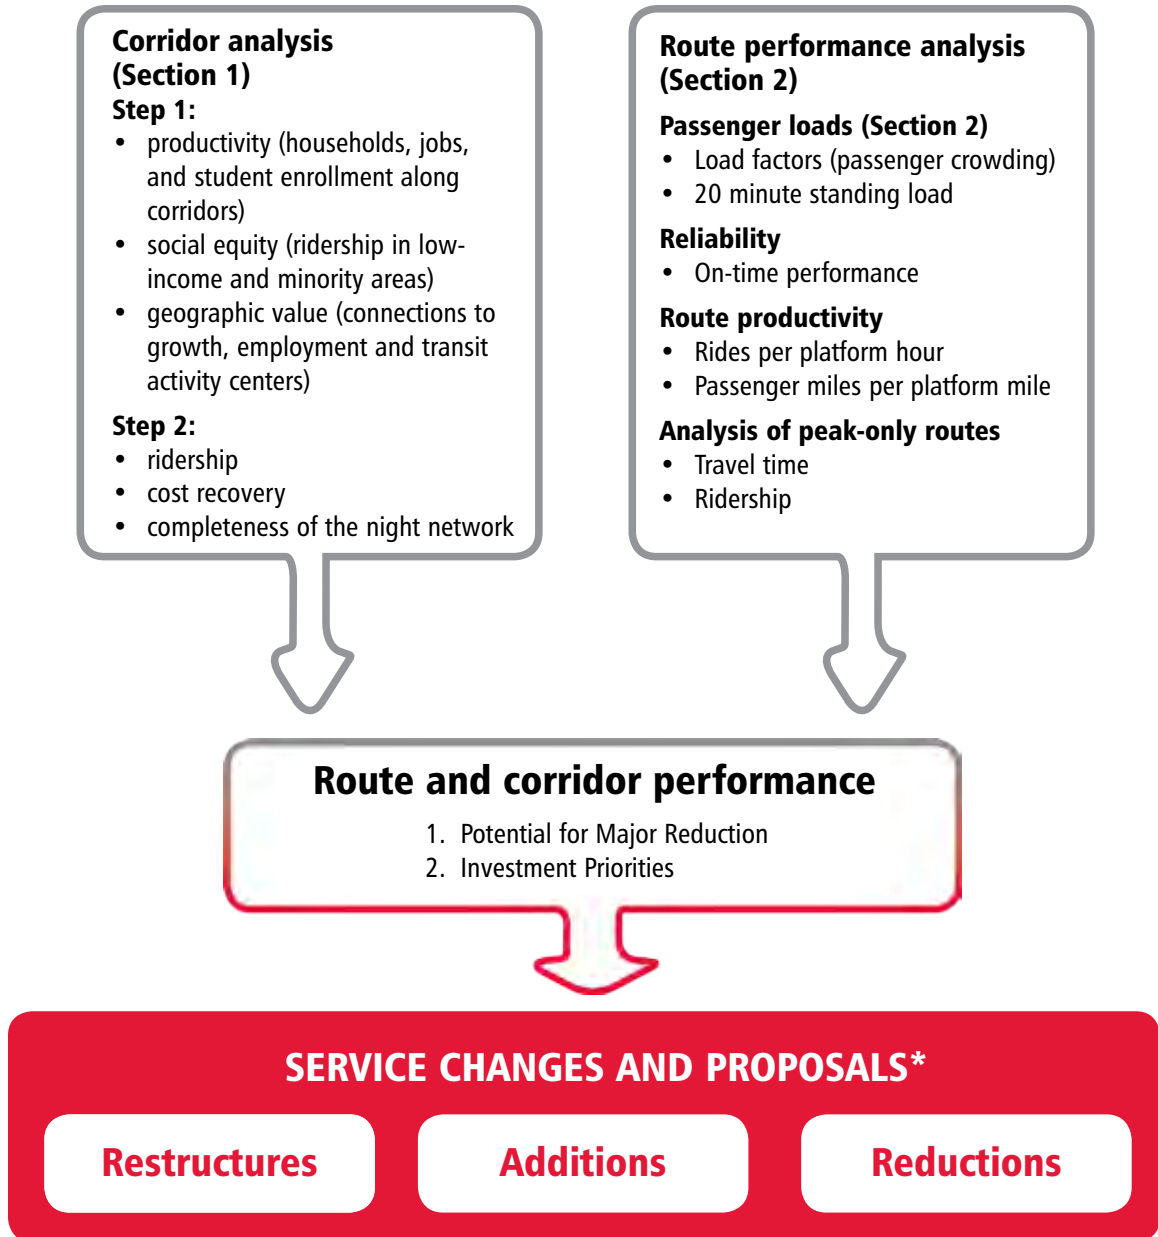 Corridor analysis
(Section 1)
Step 1:
• productivity (households, jobs,
and student enrollment along
corridors)
• social equity (ridership in low-
income and minority areas)
• geographic value (connections to
growth, employment and transit
activity centers)
Step 2:
• ridership
• cost recovery
• completeness of the night network
Route performance analysis
(Section 2)
Passenger loads (Section 2)
• Load factors (passenger crowding)
• 20 minute standing load
Reliability
• On-time performance
Route productivity
• Rides per platform hour
• Passenger miles per platform mile
Analysis of peak-only routes
• Travel time
• Ridership
Route and corridor performance
1. Potential for Major Reduction
2. Investment Priorities
SERVICE CHANGES AND PROPOSALS*
Restructures
Additions
Reductions